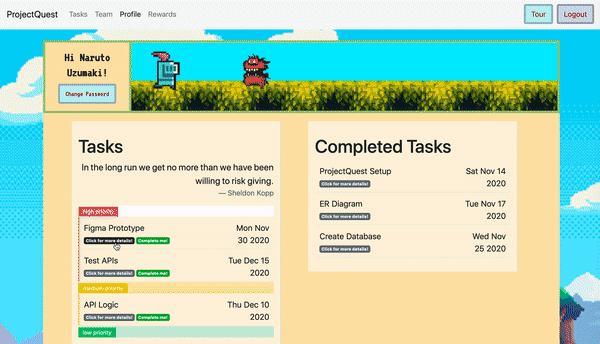 ProjectQuest Tasks Team Profile Rewards Tour Logout
Hi Naruto
Uzumaki!
Change Password
Tasks
In the long run we get no more than we have been
willing to risk giving.
— Sheldon Kopp
high priority
Figma Prototype Mon Nov
Click for more details! Complete me! 30 2020
Test APIs Tue Dec 15
Click for more details! Complete me! 2020
medium priority
API Logic Thu Dec 10
Click for more details! Complete me! 2020
low priority
Completed Tasks
ProjectQuest Setup Sat Nov 14
Click for more details! 2020
ER Diagram Tue Nov 17
Click for more details! 2020
Create Database Wed Nov
Click for more details! 25 2020